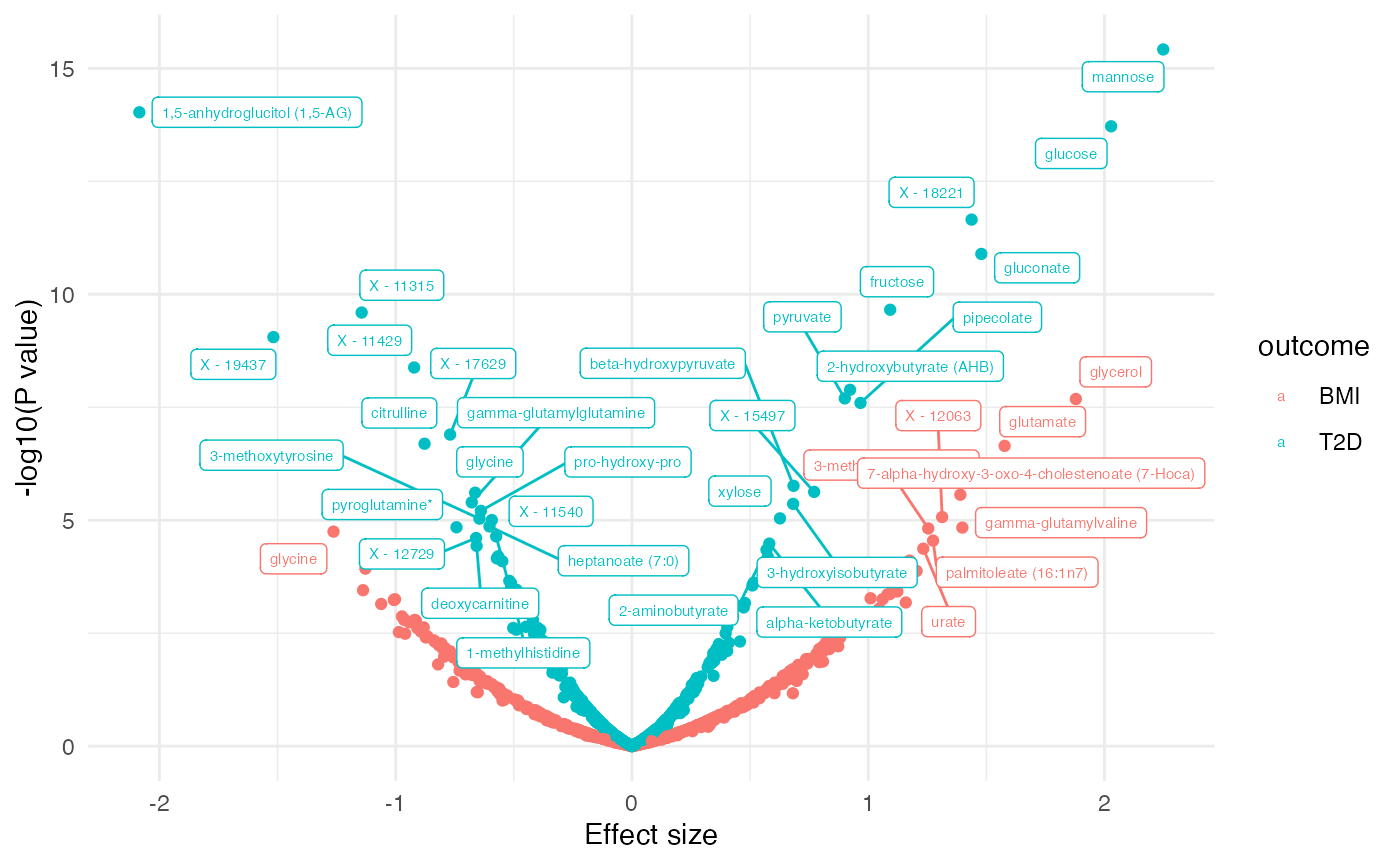 15
mannose
1,5-anhydroglucitol (1,5-AG)
glucose
X - 18221
gluconate
X - 11315
fructose
10
pyruvate
pipecolate
X - 11429
X - 19437
X - 17629
beta-hydroxypyruvate
2-hydroxybutyrate (AHB)
glycerol
citrulline
gamma-glutamylglutamine
X - 15497
X - 12063
glutamate
3-methoxytyrosine
glycine
pro-hydroxy-pro
7-alpha-hydroxy-3-oxo-4-cholestenoate (7-Hoca)
xylose
pyroglutamine*
X - 11540
gamma-glutamylvaline
5
glycine
X - 12729
heptanoate (7:0)
3-hydroxyisobutyrate
palmitoleate (16:1n7)
deoxycarnitine
2-aminobutyrate
alpha-ketobutyrate
urate
1-methylhistidine
0
-2
-1
0
1
2
Effect size
-log10(P value)
outcome
a BMI
a T2D